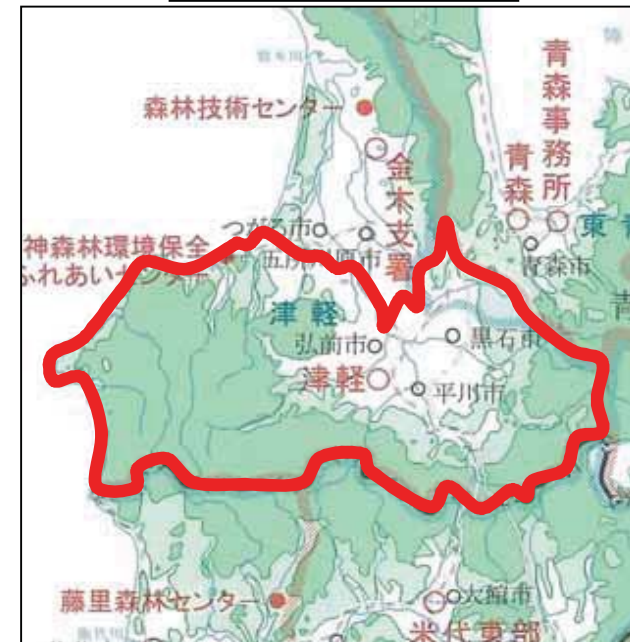 森林技術センター
青森事務所
青森
金木支署
つがる市
神森林環境保全
ふれあいセンター
五所川原市
青森市
東
青
津軽
弘前市
黒石市
津軽
平川市
藤里森林センター
大館市
米代東部